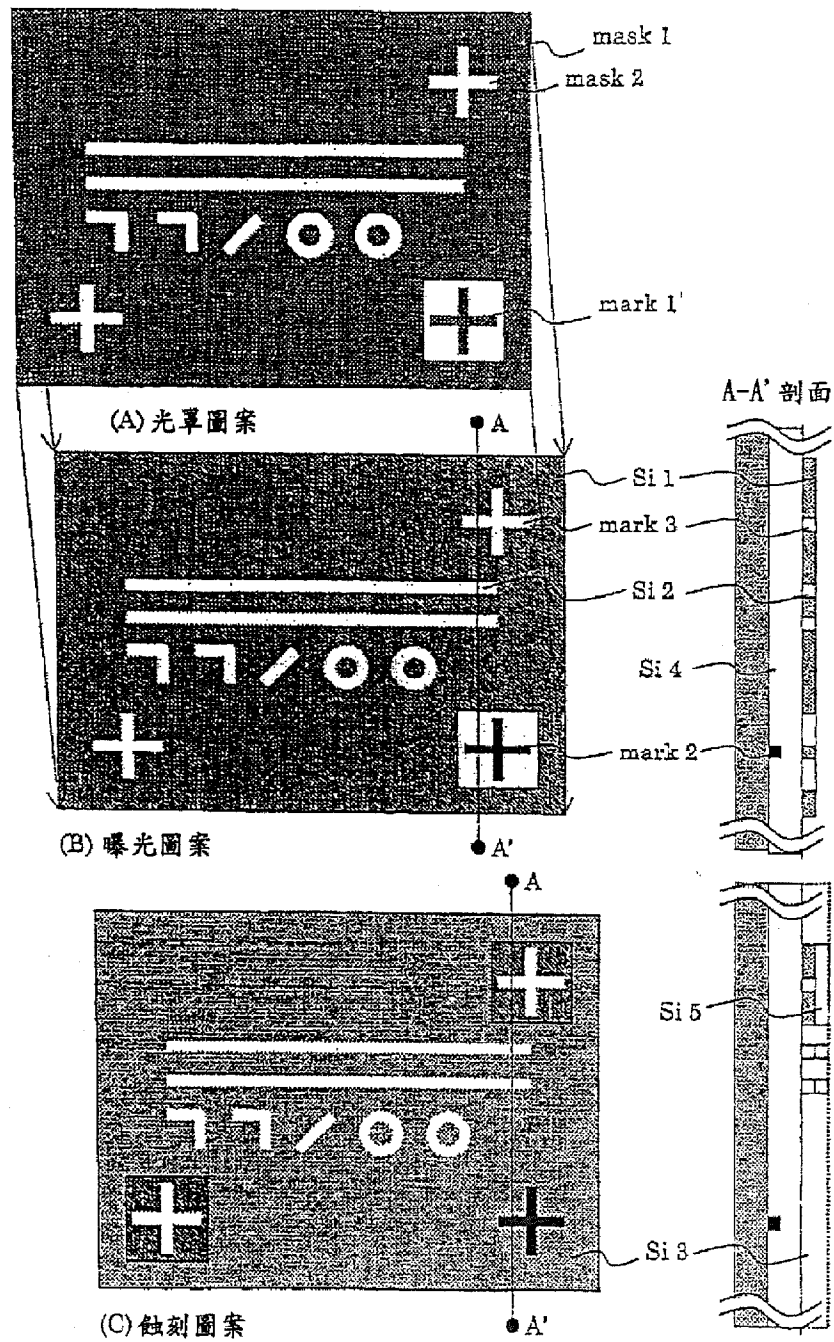 mask 1
mask 2
mark 1'
(A) 光罩圖案
A
A-A' 剖面
Si 1
mark 3
Si 2
Si 4
mark 2
(B) 曝光圖案
A'
A
Si 5
Si 3
(C) 蝕刻圖案
A'